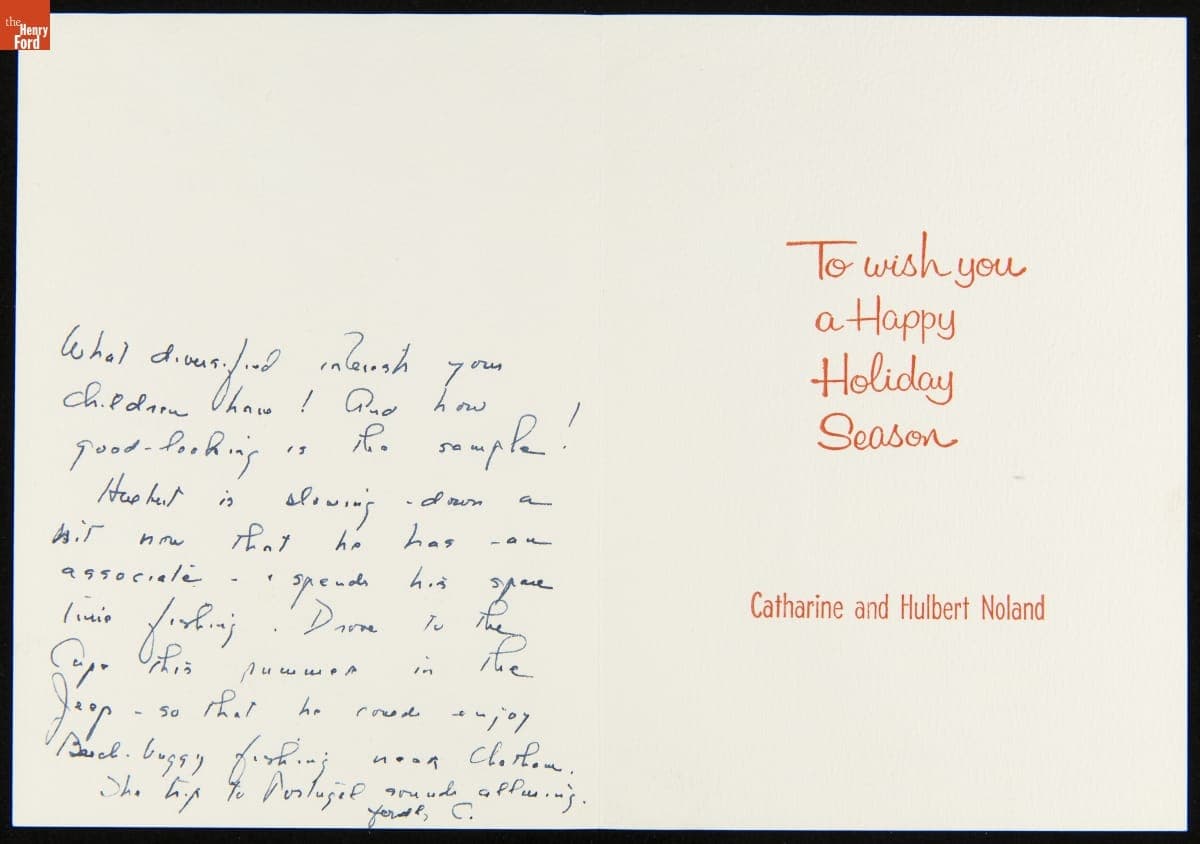 the
Henry
Ford
What diversified interests your
children have! And how
good-looking is the sample!
Hulbert is slowing-down a
bit now that he has an
associate - + spends his spare
time fishing. Drove to the
Cape this summer in the
Jeep - so that he could enjoy
Beach-buggy fishing near Chatham.
The trip to Portugal sounds alluring.
C.
To wish you
a Happy
Holiday
Season
Catharine and Hulbert Noland